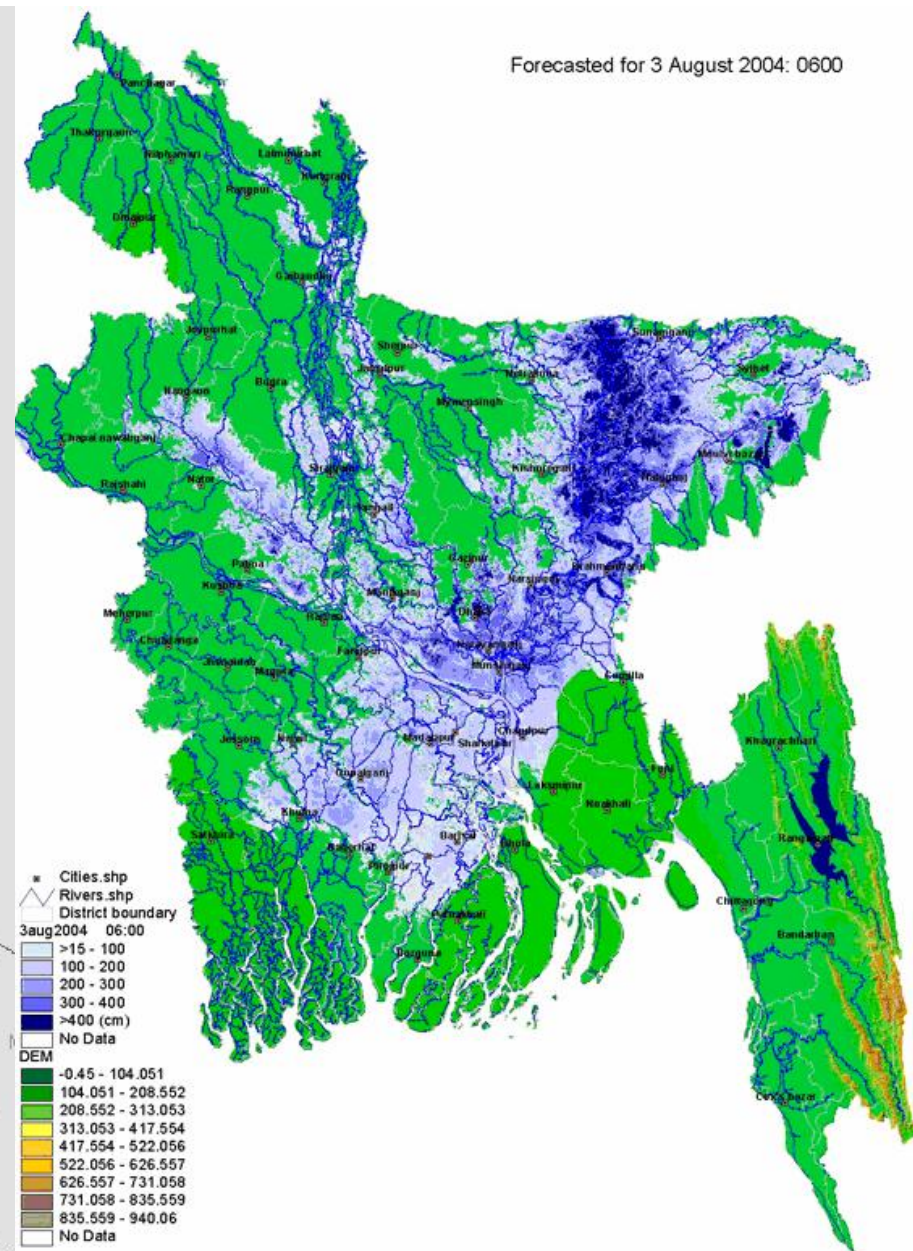 Forecasted for 3 August 2004: 0600
Panchagar
Thakurgaon
Nilphamari
Lalmonirhat
Kurigram
Rangpur
Dinajpur
Gaibandha
Joypurhat
Sherpur
Jamalpur
Netrakona
Sunamganj
Sylhet
Bogra
Mymensingh
Naogaon
Chapai nawabganj
Rajshahi
Nator
Sirajganj
Kishoreganj
Maulvi bazar
Habiganj
Tangail
Gazipur
Pabna
Narsingdi
Brahmanbaria
Kustia
Manikganj
Dhaka
Meherpur
Rajbari
Chuadanga
Faridpur
Narayanganj
Jhinaidah
Magura
Munshiganj
Comilla
Jessore
Narail
Madaripur
Shariatpur
Chandpur
Khagrachhari
Gopalganj
Feni
Lakshmipur
Noakhali
Khulna
Satkhira
Bagerhat
Barisal
Bhola
Rangamati
Pirojpur
Patuakhali
Chittagong
Barguna
Bandarban
Cox's bazar
Cities.shp
Rivers.shp
District boundary
3aug2004 06:00
>15 - 100
100 - 200
200 - 300
300 - 400
>400 (cm)
No Data
DEM
-0.45 - 104.051
104.051 - 208.552
208.552 - 313.053
313.053 - 417.554
417.554 - 522.056
522.056 - 626.557
626.557 - 731.058
731.058 - 835.559
835.559 - 940.06
No Data